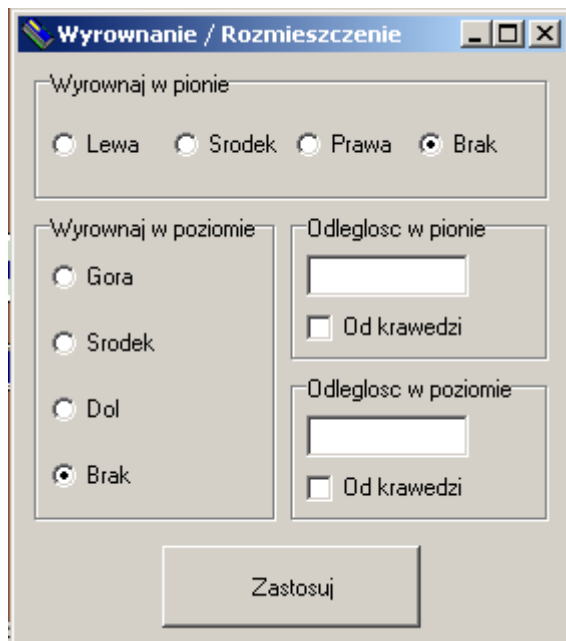 Wyrownanie / Rozmieszczenie
Wyrownaj w pionie
Lewa Srodek Prawa Brak
Wyrownaj w poziomie
Gora
Srodek
Dol
Brak
Odleglosc w pionie
Od krawedzi
Odleglosc w poziomie
Od krawedzi
Zastosuj